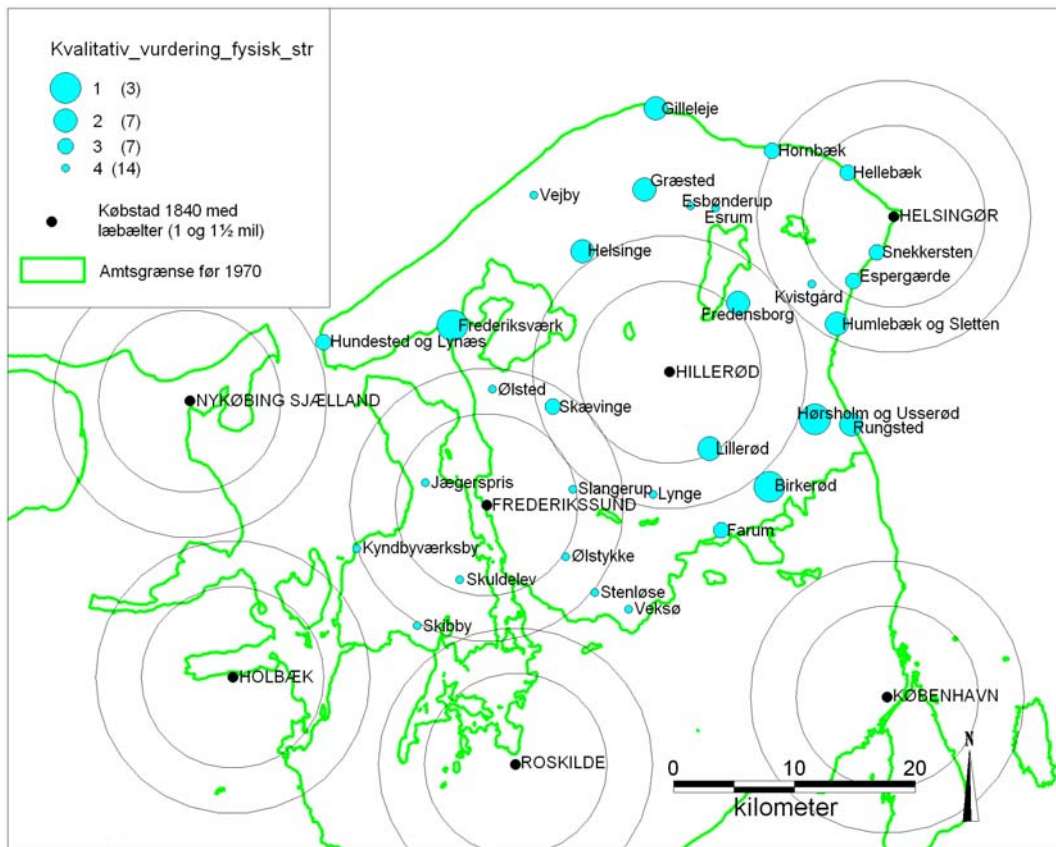 Kvalitativ_vurdering_fysisk_str
1 (3)
2 (7)
3 (7)
4 (14)
Købstad 1840 med
læbælter (1 og 1½ mil)
Amtsgrænse før 1970
Gilleleje
Hornbæk
Hellebæk
Græsted
Vejby
Esbønderup
Esrum
HELSINGØR
Helsinge
Snekkersten
Espergærde
Kvistgård
Fredensborg
Humlebæk og Sletten
Frederiksværk
Hundested og Lynæs
HILLERØD
Ølsted
NYKØBING SJÆLLAND
Skævinge
Hørsholm og Usserød
Rungsted
Lillerød
Jægerspris
Slangerup
Lynge
Birkerød
FREDERIKSSUND
Farum
Kyndbyværksby
Ølstykke
Skuldelev
Stenløse
Veksø
Skibby
HOLBÆK
KØBENHAVN
ROSKILDE
N
0 10 20
kilometer